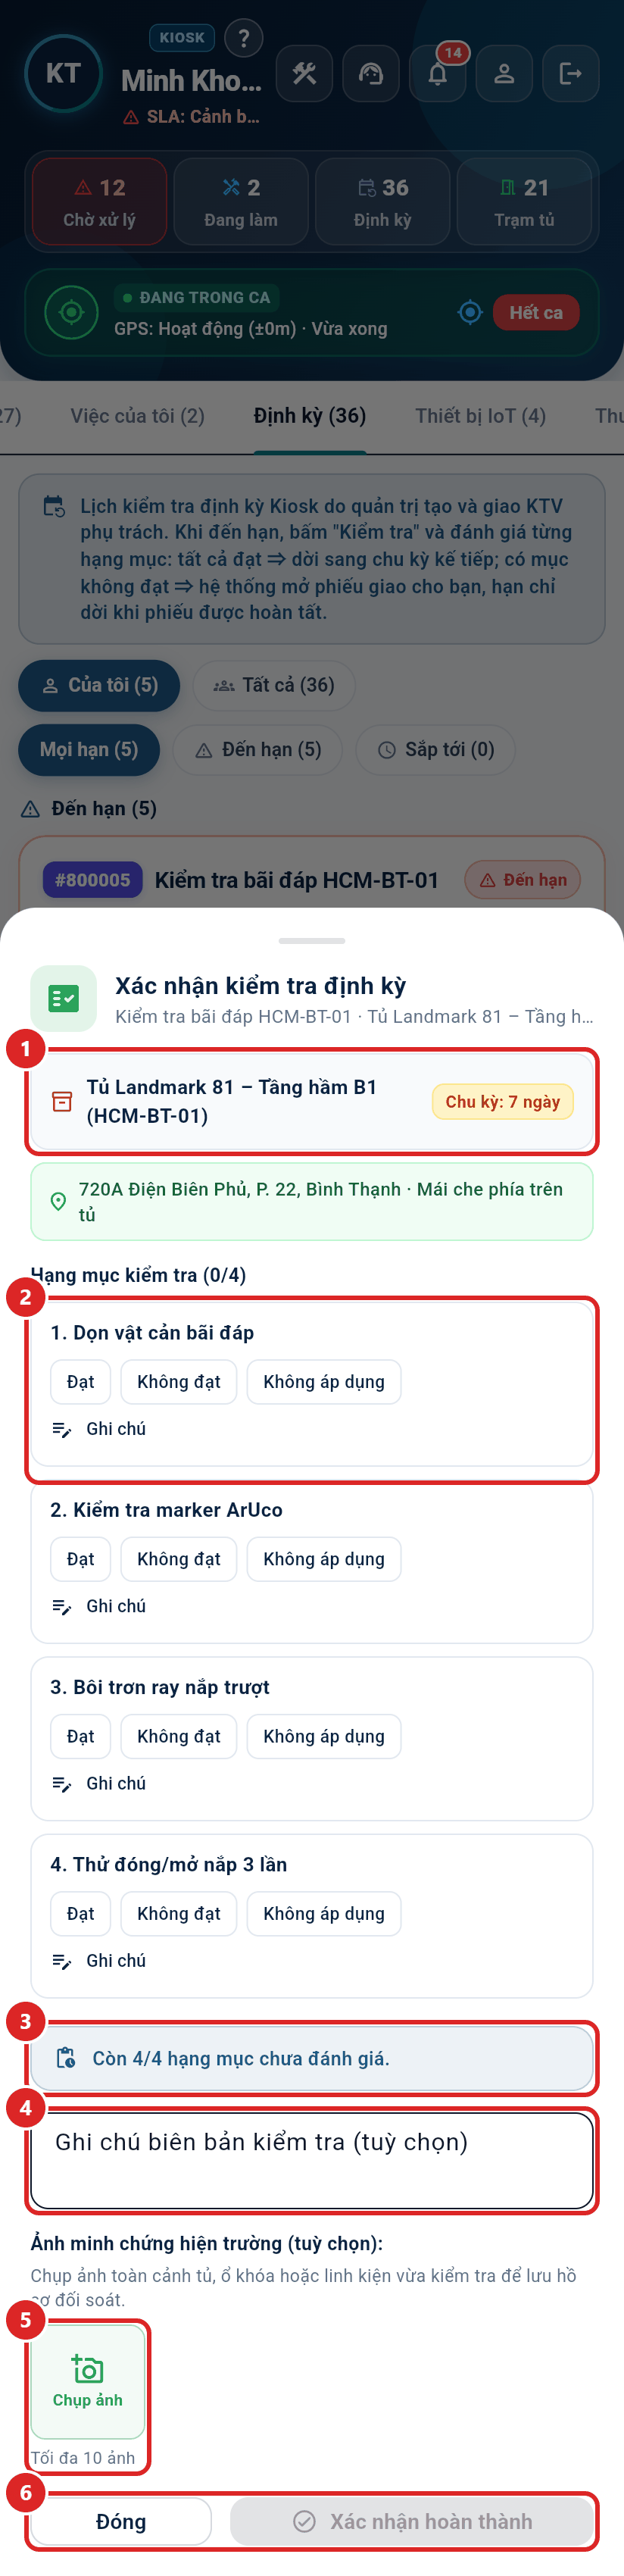 KIOSK
?
KT
Minh Kho...
SLA: Cảnh b...
14
12
Chờ xử lý
2
Đang làm
36
Định kỳ
21
Trạm tủ
ĐANG TRONG CA
GPS: Hoạt động (±0m) · Vừa xong
Hết ca
27)
Việc của tôi (2)
Định kỳ (36)
Thiết bị IoT (4)
Thu
Lịch kiểm tra định kỳ Kiosk do quản trị tạo và giao KTV
phụ trách. Khi đến hạn, bấm "Kiểm tra" và đánh giá từng
hạng mục: tất cả đạt ⇒ dời sang chu kỳ kế tiếp; có mục
không đạt ⇒ hệ thống mở phiếu giao cho bạn, hạn chỉ
dời khi phiếu được hoàn tất.
Của tôi (5)
Tất cả (36)
Mọi hạn (5)
Đến hạn (5)
Sắp tới (0)
Đến hạn (5)
#800005
Kiểm tra bãi đáp HCM-BT-01
Đến hạn
Xác nhận kiểm tra định kỳ
Kiểm tra bãi đáp HCM-BT-01 · Tủ Landmark 81 – Tầng h...
1
Tủ Landmark 81 – Tầng hầm B1
(HCM-BT-01)
Chu kỳ: 7 ngày
720A Điện Biên Phủ, P. 22, Bình Thạnh · Mái che phía trên
tủ
Hạng mục kiểm tra (0/4)
2
1. Dọn vật cản bãi đáp
Đạt
Không đạt
Không áp dụng
Ghi chú
2. Kiểm tra marker ArUco
Đạt
Không đạt
Không áp dụng
Ghi chú
3. Bôi trơn ray nắp trượt
Đạt
Không đạt
Không áp dụng
Ghi chú
4. Thử đóng/mở nắp 3 lần
Đạt
Không đạt
Không áp dụng
Ghi chú
3
Còn 4/4 hạng mục chưa đánh giá.
4
Ghi chú biên bản kiểm tra (tuỳ chọn)
Ảnh minh chứng hiện trường (tuỳ chọn):
Chụp ảnh toàn cảnh tủ, ổ khóa hoặc linh kiện vừa kiểm tra để lưu hồ
sơ đối soát.
5
Chụp ảnh
Tối đa 10 ảnh
6
Đóng
Xác nhận hoàn thành